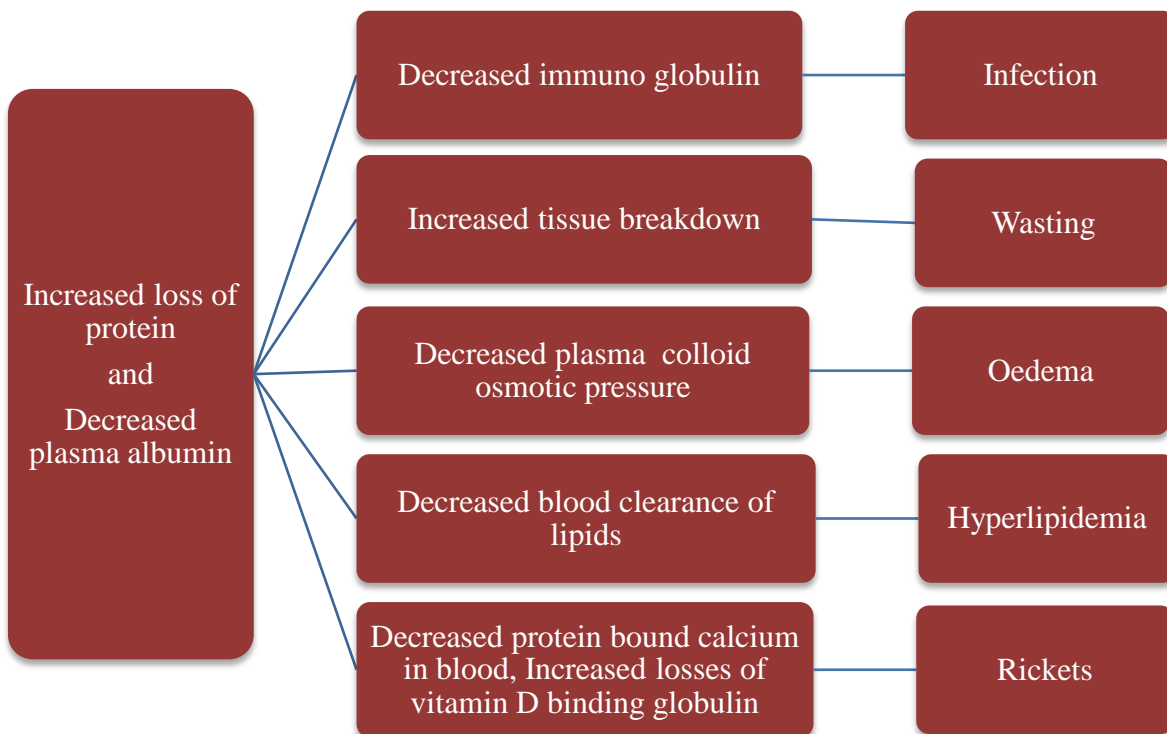 Increased loss of
protein
and
Decreased
plasma albumin
Decreased immuno globulin
Infection
Increased tissue breakdown
Wasting
Decreased plasma colloid
osmotic pressure
Oedema
Decreased blood clearance of
lipids
Hyperlipidemia
Decreased protein bound calcium
in blood, Increased losses of
vitamin D binding globulin
Rickets